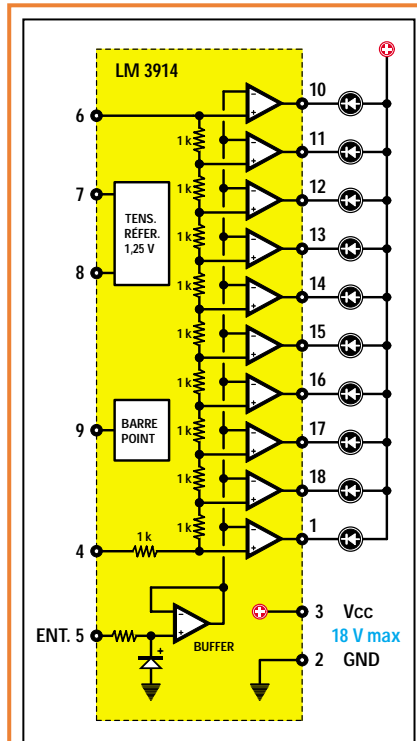 LM 3914
10
6
1 k
11
1 k
7
12
TENS.
RÉFER.
1,25 V
1 k
13
1 k
8
14
1 k
15
1 k
16
9
BARRE
POINT
1 k
17
1 k
18
1 k
4
1 k
1
ENT. 5
BUFFER
3 Vcc
18 V max
2 GND